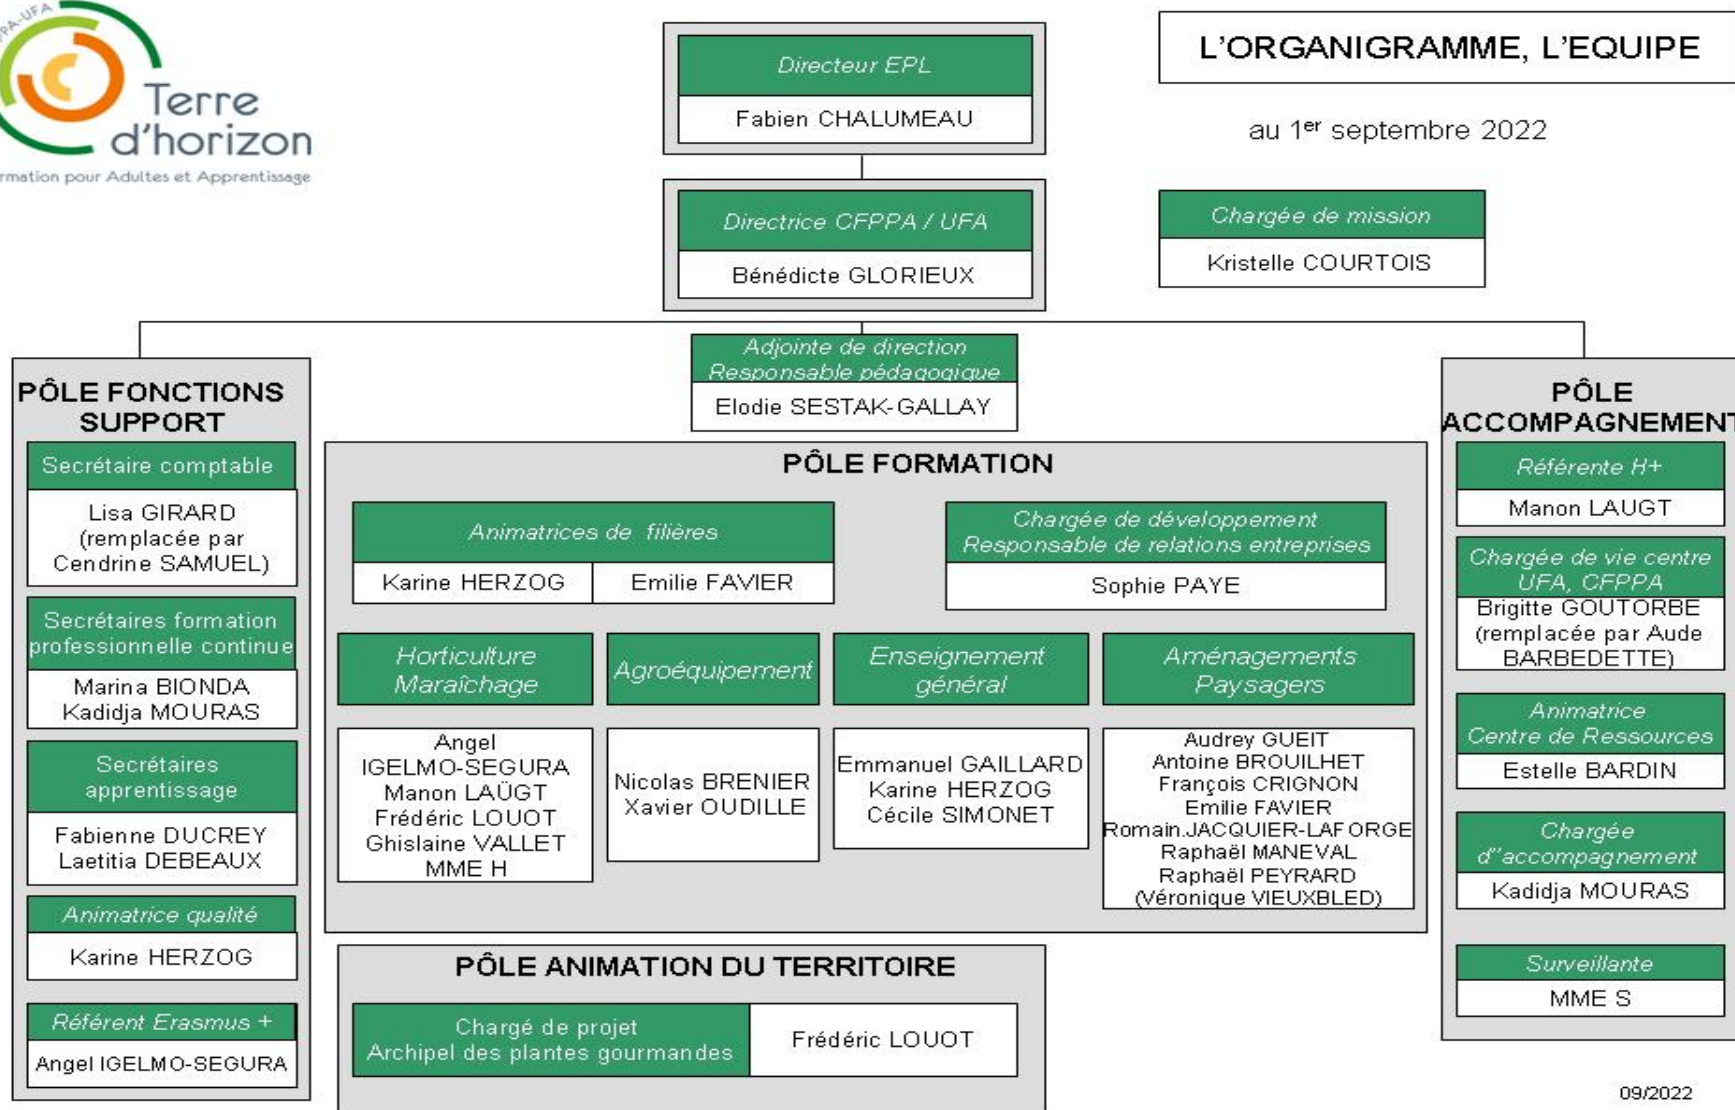 PPA-UFA
Terre
d'horizon
rmation pour Adultes et Apprentissage
L'ORGANIGRAMME, L'EQUIPE
au 1er septembre 2022
Directeur EPL
Fabien CHALUMEAU
Directrice CFPPA / UFA
Bénédicte GLORIEUX
Chargée de mission
Kristelle COURTOIS
Adjointe de direction
Responsable pédagogique
Elodie SESTAK-GALLAY
PÔLE FONCTIONS
SUPPORT
Secrétaire comptable
Lisa GIRARD
(remplacée par
Cendrine SAMUEL)
Secrétaires formation
professionnelle continue
Marina BIONDA
Kadidja MOURAS
Secrétaires
apprentissage
Fabienne DUCREY
Laetitia DEBEAUX
Animatrice qualité
Karine HERZOG
Référent Erasmus +
Angel IGELMO-SEGURA
PÔLE FORMATION
Animatrices de filières
Karine HERZOG
Emilie FAVIER
Chargée de développement
Responsable de relations entreprises
Sophie PAYE
Horticulture
Maraîchage
Angel
IGELMO-SEGURA
Manon LAÜGT
Frédéric LOUOT
Ghislaine VALLET
MME H
Agroéquipement
Nicolas BRENIER
Xavier OUDILLE
Enseignement
général
Emmanuel GAILLARD
Karine HERZOG
Cécile SIMONET
Aménagements
Paysagers
Audrey GUEIT
Antoine BROUILHET
François CRIGNON
Emilie FAVIER
Romain.JACQUIER-LAFORGE
Raphaël MANEVAL
Raphaël PEYRARD
(Véronique VIEUXBLED)
PÔLE ANIMATION DU TERRITOIRE
Chargé de projet
Archipel des plantes gourmandes
Frédéric LOUOT
PÔLE
ACCOMPAGNEMENT
Référente H+
Manon LAUGT
Chargée de vie centre
UFA, CFPPA
Brigitte GOUTORBE
(remplacée par Aude
BARBEDETTE)
Animatrice
Centre de Ressources
Estelle BARDIN
Chargée
d''accompagnement
Kadidja MOURAS
Surveillante
MME S
09/2022